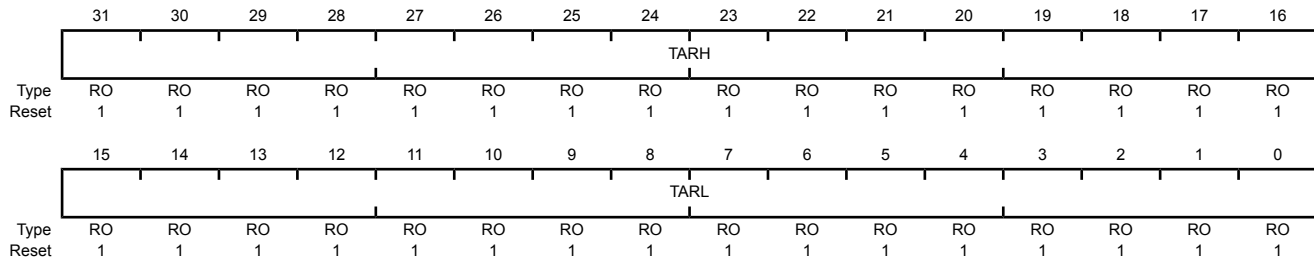 31 30 29 28 27 26 25 24 23 22 21 20 19 18 17 16
TARH
Type RO RO RO RO RO RO RO RO RO RO RO RO RO RO RO RO
Reset 1 1 1 1 1 1 1 1 1 1 1 1 1 1 1 1
15 14 13 12 11 10 9 8 7 6 5 4 3 2 1 0
TARL
Type RO RO RO RO RO RO RO RO RO RO RO RO RO RO RO RO
Reset 1 1 1 1 1 1 1 1 1 1 1 1 1 1 1 1